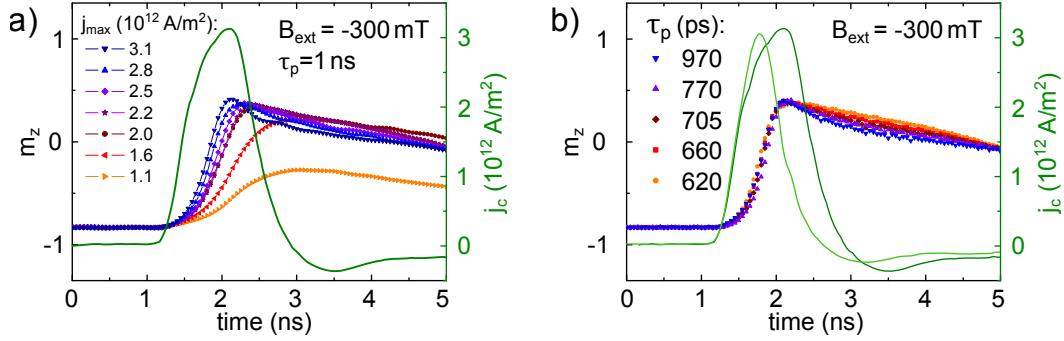 a)
j_max (10^12 A/m^2):
3.1
2.8
2.5
2.2
2.0
1.6
1.1
B_ext = -300 mT
τ_p=1 ns
1
0
-1
m_z
0 1 2 3 4 5
time (ns)
3
2
1
0
j_c (10^12 A/m^2)
b)
τ_p (ps):
970
770
705
660
620
B_ext = -300 mT
1
0
-1
m_z
0 1 2 3 4 5
time (ns)
3
2
1
0
j_c (10^12 A/m^2)